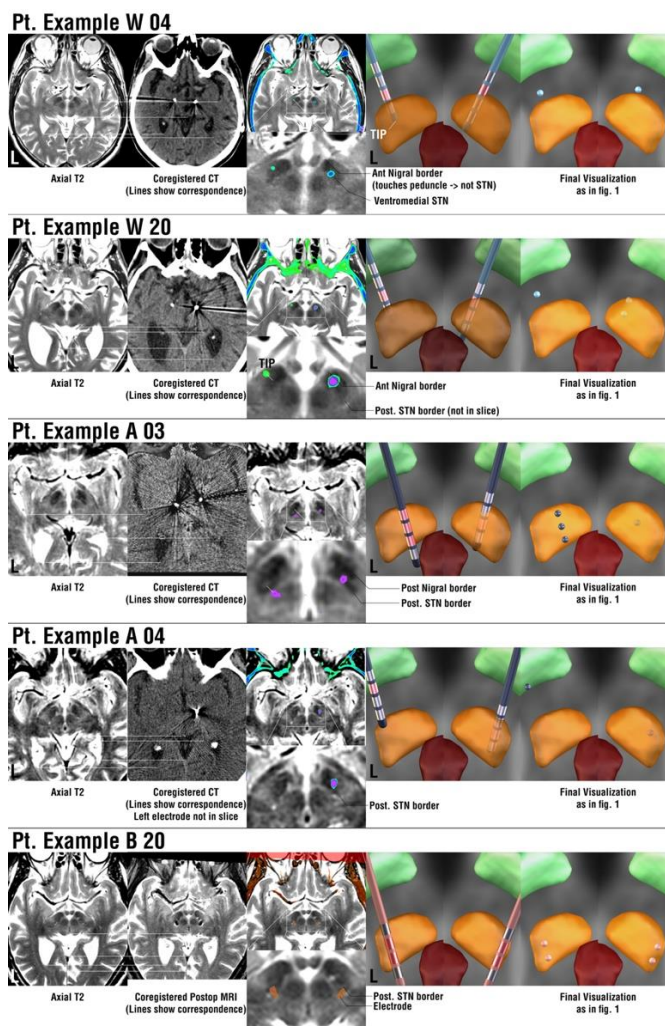 Pt. Example W 04
L
TIP
L
Ant Nigral border
(touches peduncle -> not STN)
Ventromedial STN
Axial T2
Coregistered CT
(Lines show correspondence)
Final Visualization
as in fig. 1
Pt. Example W 20
L
TIP
L
Ant Nigral border
Post. STN border (not in slice)
Axial T2
Coregistered CT
(Lines show correspondence)
Final Visualization
as in fig. 1
Pt. Example A 03
L
L
Post Nigral border
Post. STN border
Axial T2
Coregistered CT
(Lines show correspondence)
Final Visualization
as in fig. 1
Pt. Example A 04
L
L
Post. STN border
Axial T2
Coregistered CT
(Lines show correspondence)
Left electrode not in slice
Final Visualization
as in fig. 1
Pt. Example B 20
L
L
Post. STN border
Electrode
Axial T2
Coregistered Postop MRI
(Lines show correspondence)
Final Visualization
as in fig. 1